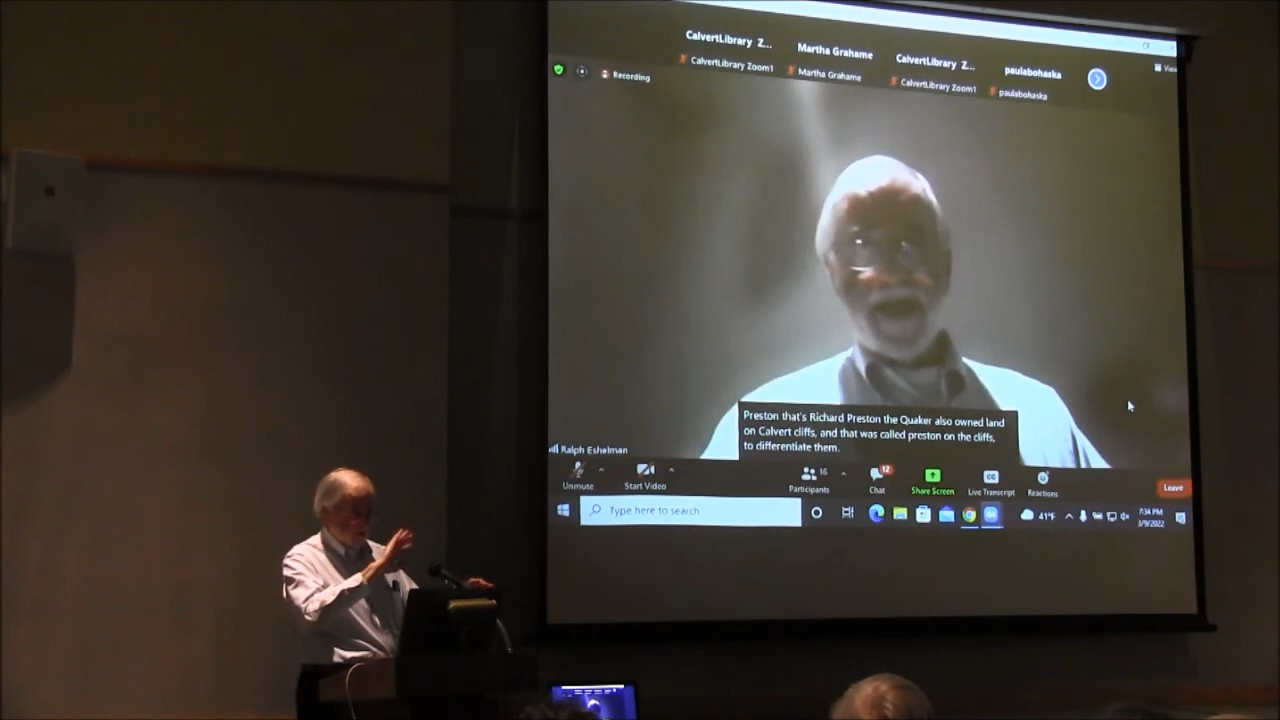 CalvertLibrary Z...
Martha Grahame
CalvertLibrary Z...
paulabohaska
CalvertLibrary Zoom1
Martha Grahame
CalvertLibrary Zoom1
paulabohaska
View
Recording
Preston that's Richard Preston the Quaker also owned land
on Calvert cliffs, and that was called preston on the cliffs,
to differentiate them.
Ralph Eshelman
Unmute
Start Video
Participants
16
Chat
12
Share Screen
CC
Live Transcript
Reactions
Leave
Type here to search
41°F
7:34 PM
3/9/2022